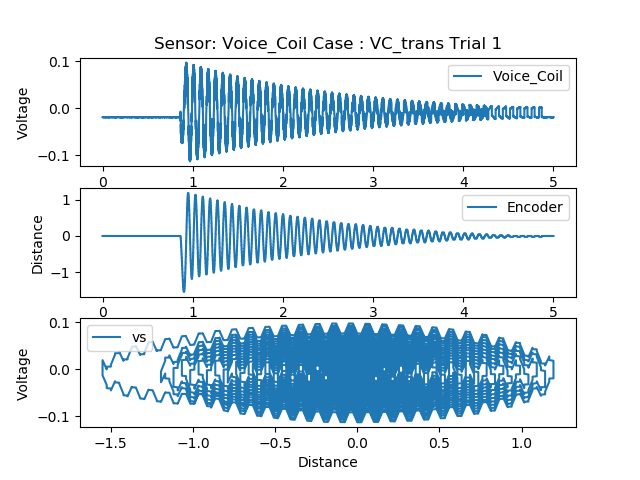 Sensor: Voice_Coil Case : VC_trans Trial 1
0.1
0.0
−0.1
Voltage
Voice_Coil
0 1 2 3 4 5
1
0
−1
Distance
Encoder
0 1 2 3 4 5
0.1
0.0
−0.1
Voltage
vs
−1.5 −1.0 −0.5 0.0 0.5 1.0
Distance